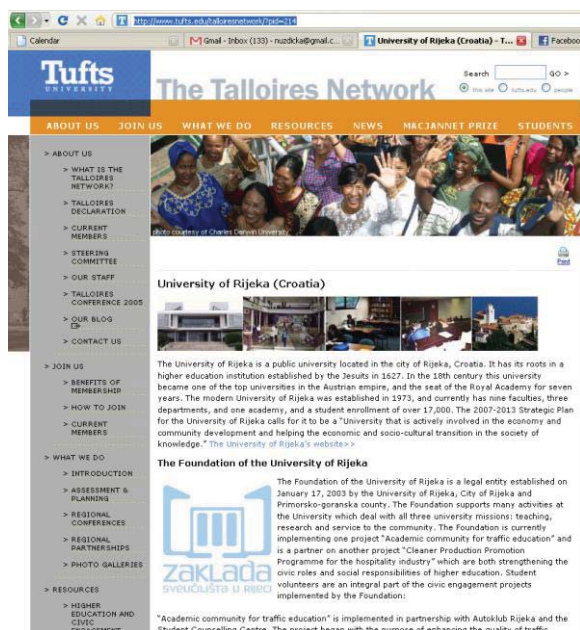 http://www.tufts.edu/talloiresnetwork/?pid=214
Calendar
Gmail - Inbox (133) - nuzdicka@gmail.c...
University of Rijeka (Croatia) - T...
Faceboo
Tufts
UNIVERSITY
The Talloires Network
Search
GO >
this site
tufts.edu
people
ABOUT US
JOIN US
WHAT WE DO
RESOURCES
NEWS
MACJANNET PRIZE
STUDENTS
> ABOUT US
> WHAT IS THE
TALLOIRES
NETWORK?
> TALLOIRES
DECLARATION
> CURRENT
MEMBERS
> STEERING
COMMITTEE
> OUR STAFF
> TALLOIRES
CONFERENCE 2005
> OUR BLOG
> CONTACT US
> JOIN US
> BENEFITS OF
MEMBERSHIP
> HOW TO JOIN
> CURRENT
MEMBERS
> WHAT WE DO
> INTRODUCTION
> ASSESSMENT &
PLANNING
> REGIONAL
CONFERENCES
> REGIONAL
PARTNERSHIPS
> PHOTO GALLERIES
> RESOURCES
> HIGHER
EDUCATION AND
CIVIC
ENGAGEMENT
photo courtesy of Charles Darwin University
Print
University of Rijeka (Croatia)
The University of Rijeka is a public university located in the city of Rijeka, Croatia. It has its roots in a
higher education institution established by the Jesuits in 1627. In the 18th century this university
became one of the top universities in the Austrian empire, and the seat of the Royal Academy for seven
years. The modern University of Rijeka was established in 1973, and currently has nine faculties, three
departments, and one academy, and a student enrollment of over 17,000. The 2007-2013 Strategic Plan
for the University of Rijeka calls for it to be a "University that is actively involved in the economy and
community development and helping the economic and socio-cultural transition in the society of
knowledge." The University of Rijeka's website>>
The Foundation of the University of Rijeka
zaklada
sveučilišta u rijeci
The Foundation of the University of Rijeka is a legal entity established on
January 17, 2003 by the University of Rijeka, City of Rijeka and
Primorsko-goranska county. The Foundation supports many activities at
the University which deal with all three university missions: teaching,
research and service to the community. The Foundation is currently
implementing one project "Academic community for traffic education" and
is a partner on another project "Cleaner Production Promotion
Programme for the hospitality industry" which are both strengthening the
civic roles and social responsibilities of higher education. Student
volunteers are an integral part of the civic engagement projects
implemented by the Foundation:
"Academic community for traffic education" is implemented in partnership with Autoklub Rijeka and the
Student Counselling Centre. The project began with the purpose of enhancing the quality of traffic